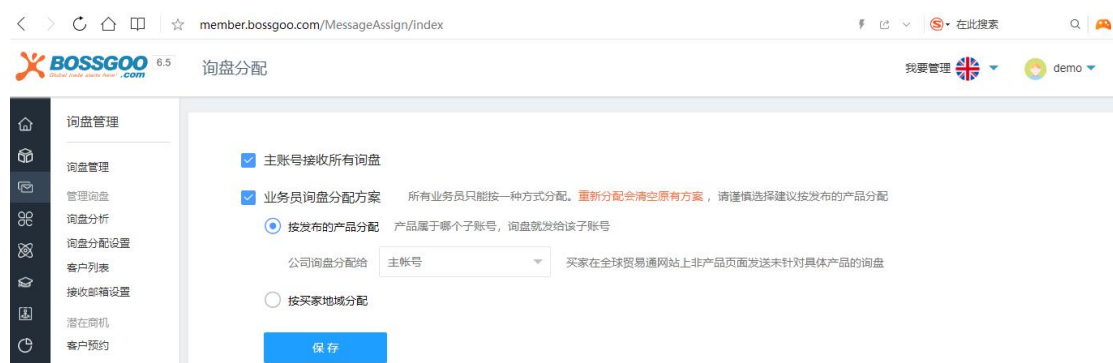 member.bossgoo.com/MessageAssign/index
在此搜索
BOSSGOO 6.5
Global trade starts here! .com
询盘分配
我要管理
demo
询盘管理
询盘管理
管理询盘
询盘分析
询盘分配设置
客户列表
接收邮箱设置
潜在商机
客户预约
主账号接收所有询盘
业务员询盘分配方案 所有业务员只能按一种方式分配。重新分配会清空原有方案，请谨慎选择建议按发布的产品分配
按发布的产品分配 产品属于哪个子账号，询盘就发给该子账号
公司询盘分配给 主帐号 买家在全球贸易通网站上非产品页面发送未针对具体产品的询盘
按买家地域分配
保存